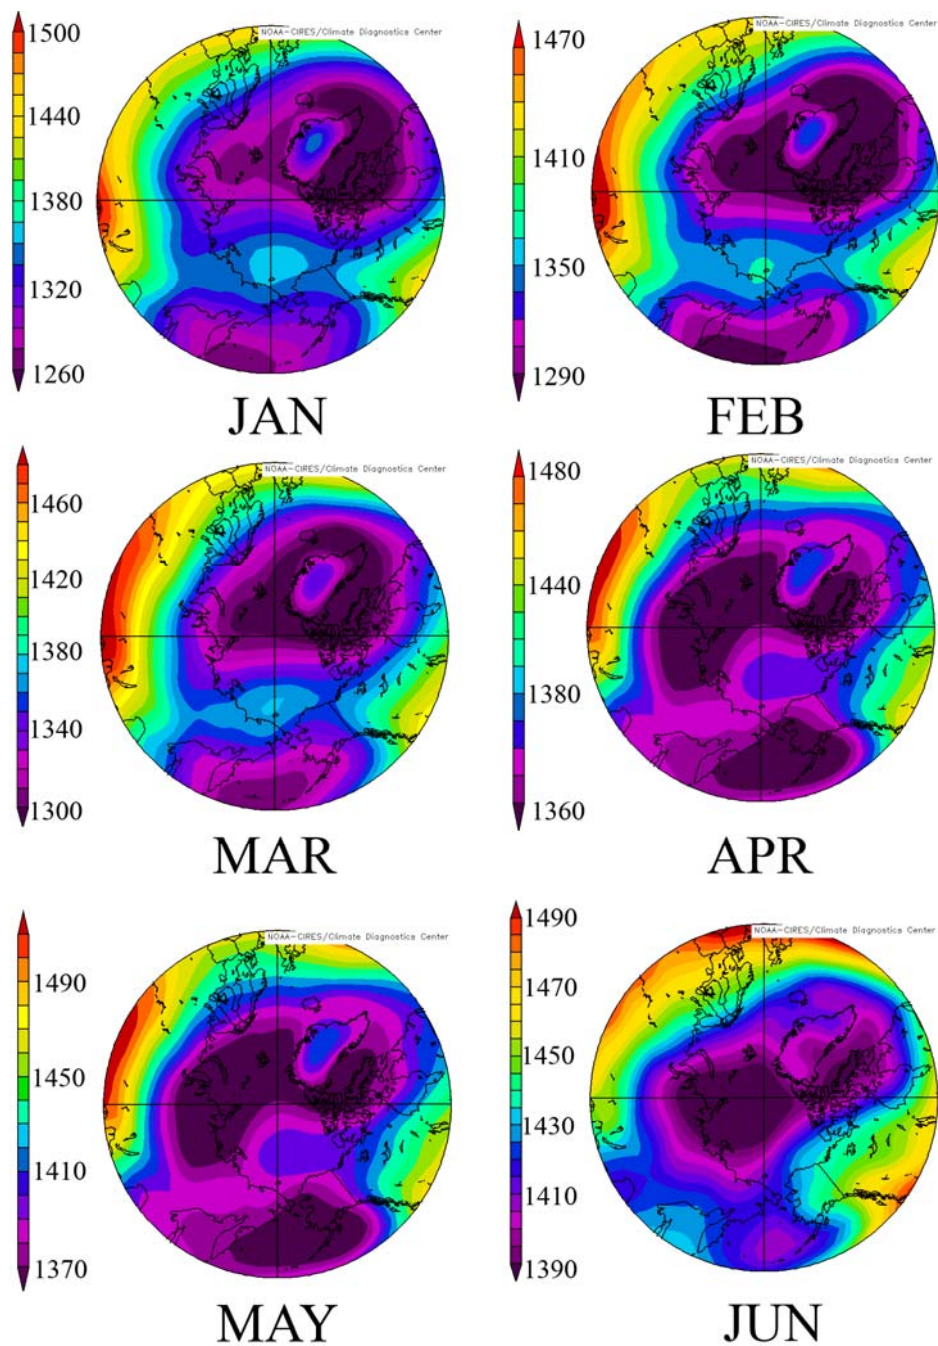 NOAA-CIRES/Climate Diagnostics Center
1500
1440
1380
1320
1260
JAN
NOAA-CIRES/Climate Diagnostics Center
1470
1410
1350
1290
FEB
NOAA-CIRES/Climate Diagnostics Center
1460
1420
1380
1340
1300
MAR
NOAA-CIRES/Climate Diagnostics Center
1480
1440
1380
1360
APR
NOAA-CIRES/Climate Diagnostics Center
1490
1450
1410
1370
MAY
NOAA-CIRES/Climate Diagnostics Center
1490
1470
1450
1430
1410
1390
JUN